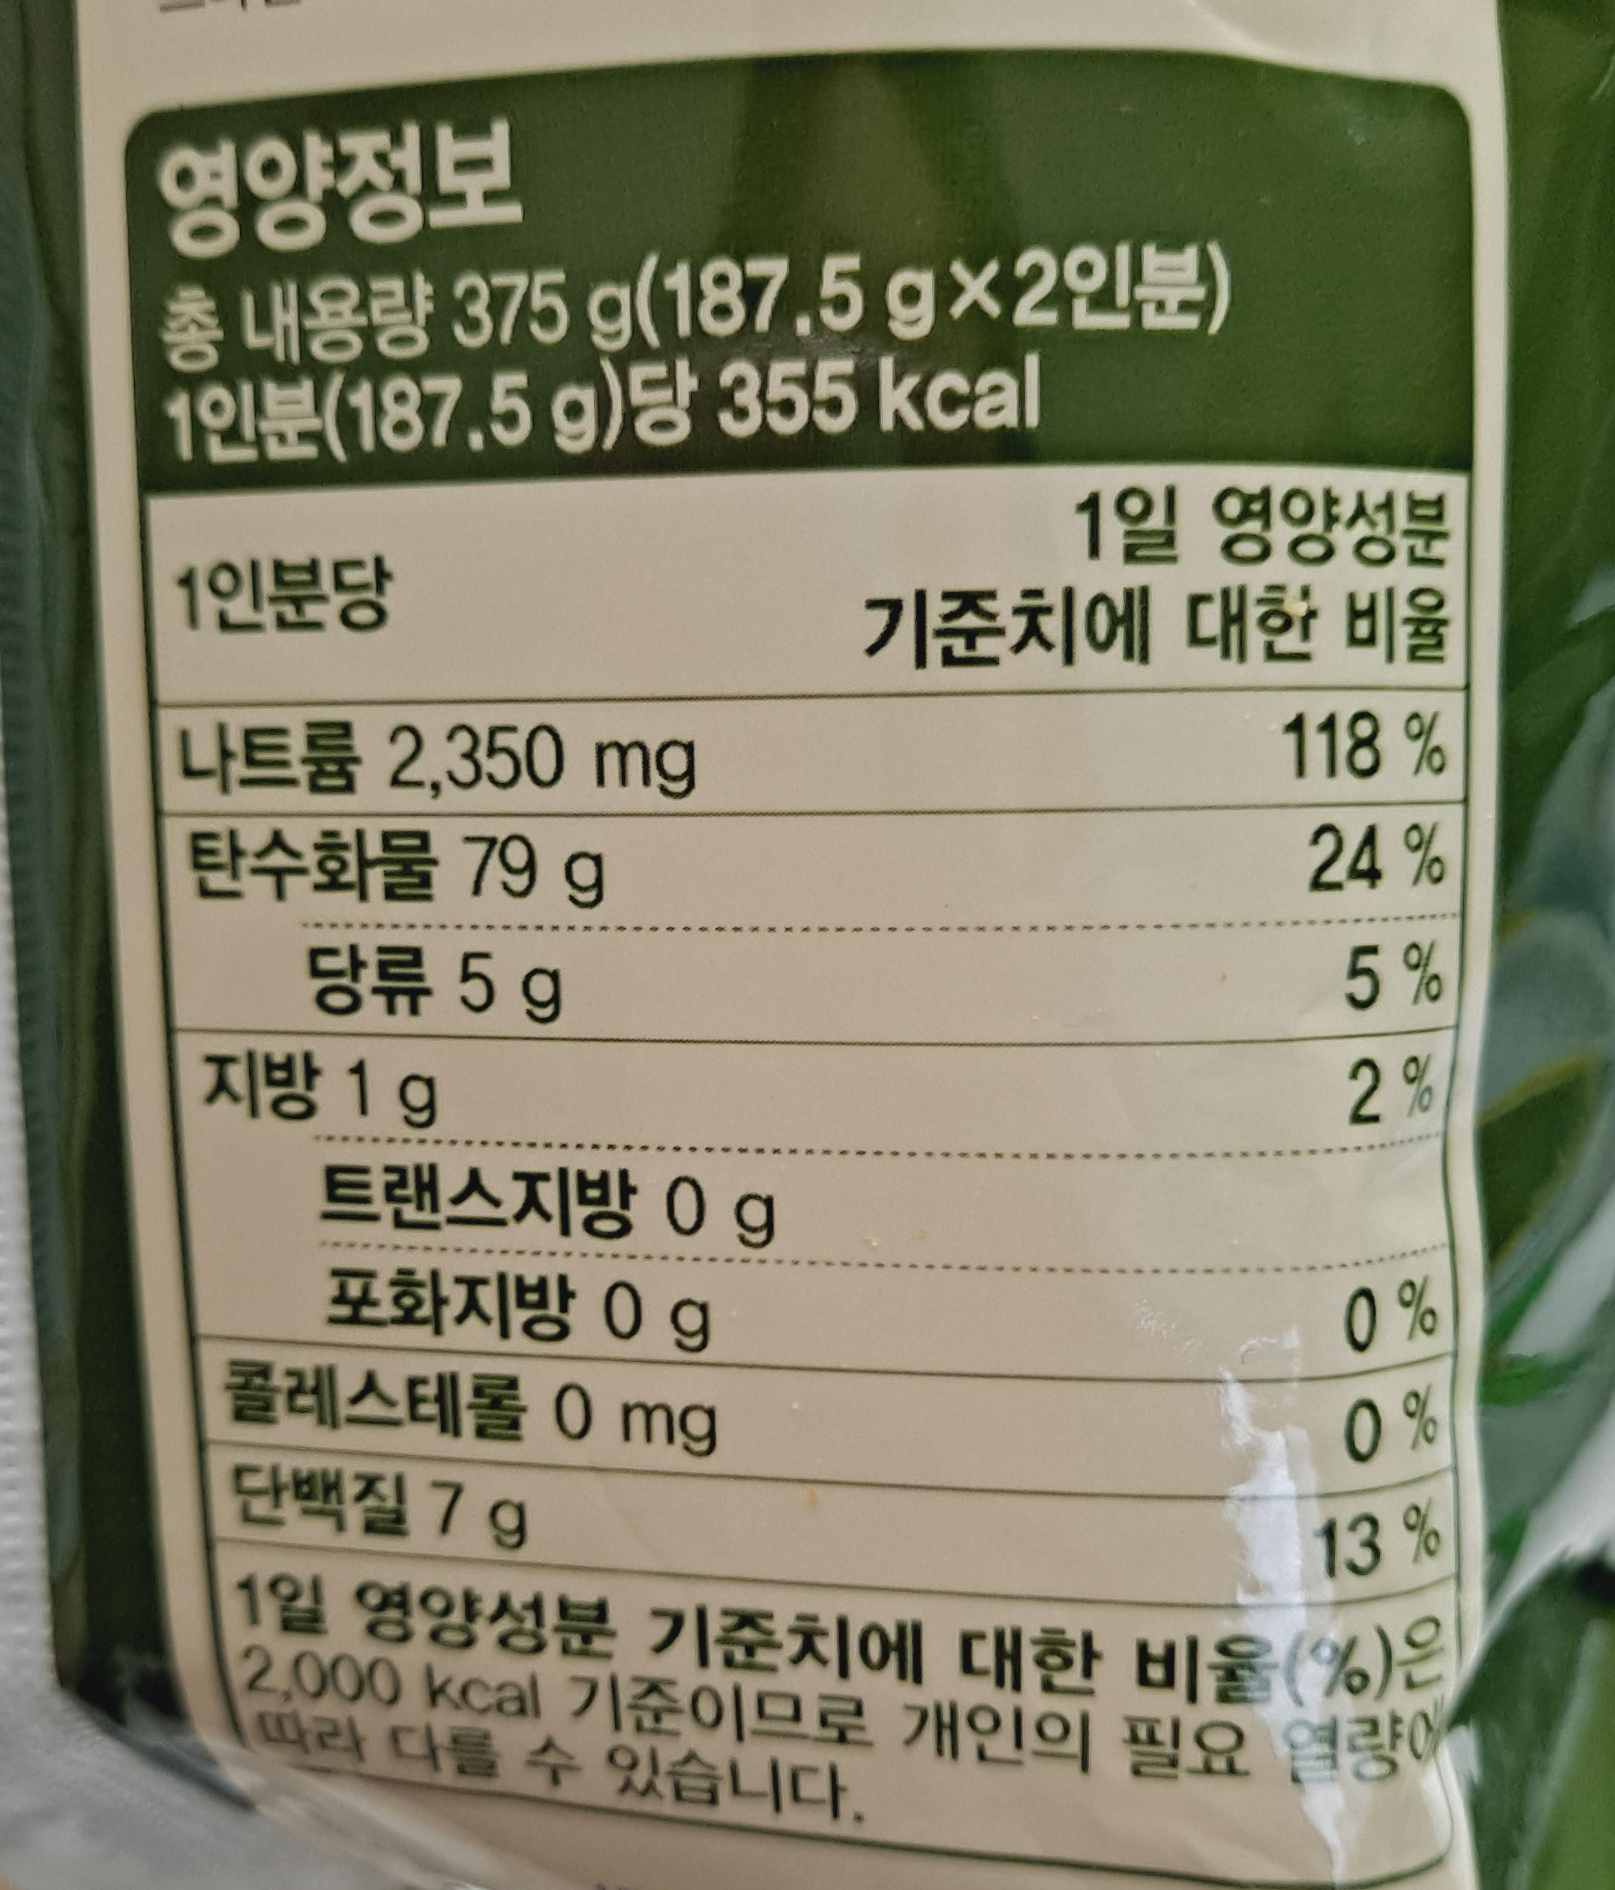 영양정보
총 내용량 375 g(187.5 g×2인분)
1인분(187.5 g)당 355 kcal
1인분당
1일 영양성분
기준치에 대한 비율
나트륨 2,350 mg 118 %
탄수화물 79 g 24 %
당류 5 g 5 %
지방 1 g 2 %
트랜스지방 0 g
포화지방 0 g 0 %
콜레스테롤 0 mg 0 %
단백질 7 g 13 %
1일 영양성분 기준치에 대한 비율(%)은
2,000 kcal 기준이므로 개인의 필요 열량에
따라 다를 수 있습니다.